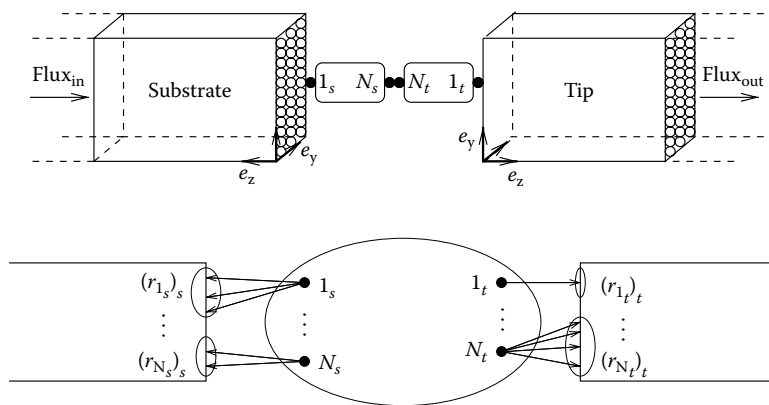 Flux_in
Substrate
1_s N_s N_t 1_t
Tip
Flux_out
e_y
e_z
e_y
e_z
(r_{1_s})_s
1_s
1_t
(r_{1_t})_t
⋮ ⋮ ⋮ ⋮
(r_{N_s})_s
N_s
N_t
(r_{N_t})_t